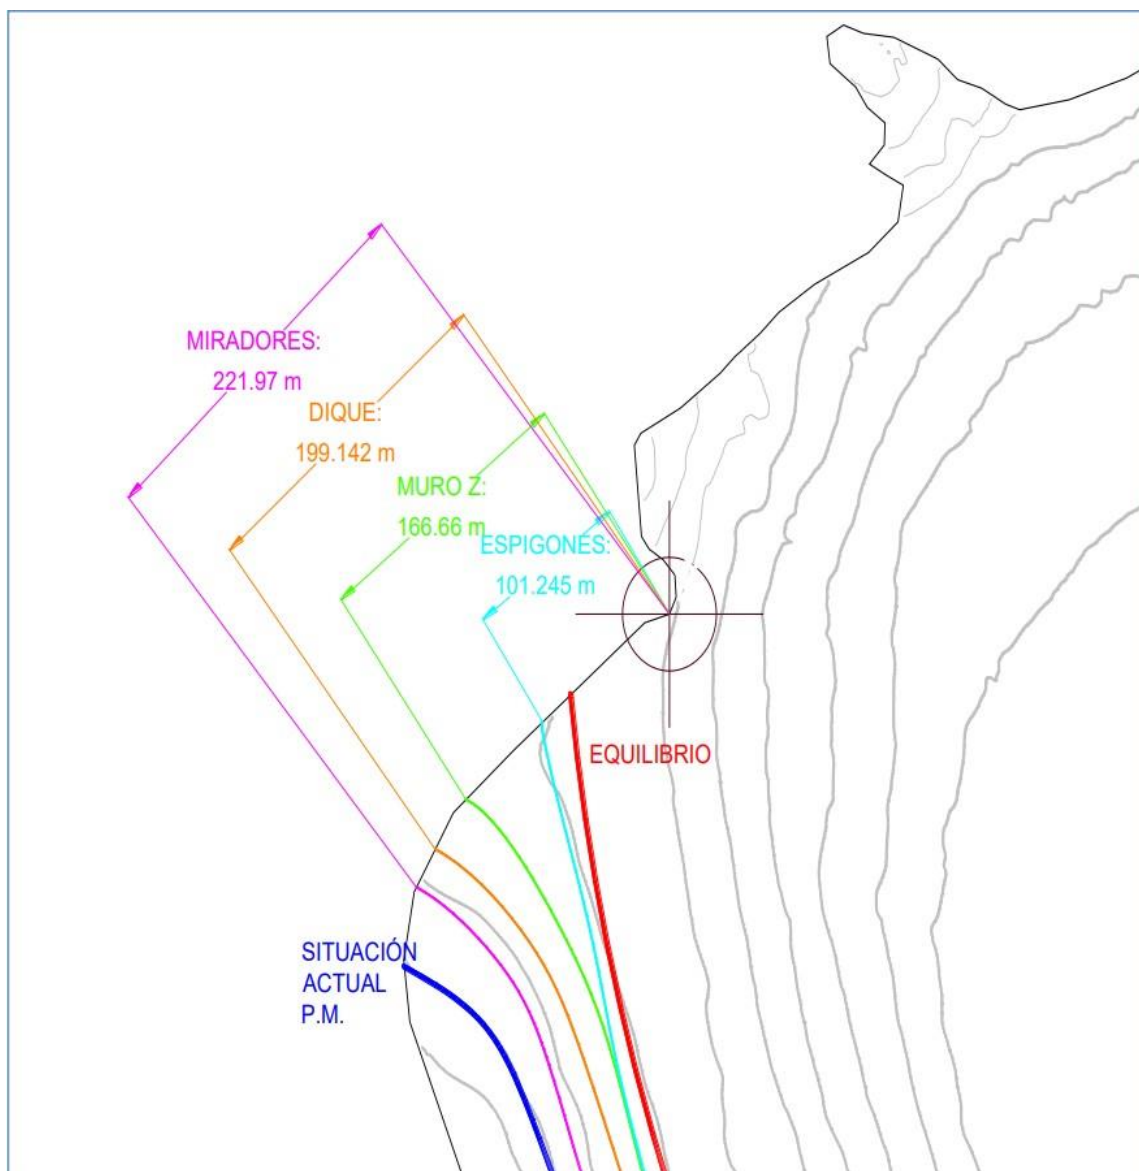 MIRADORES:
221.97 m
DIQUE:
199.142 m
MURO Z:
166.66 m
ESPIGONES:
101.245 m
EQUILIBRIO
SITUACIÓN
ACTUAL
P.M.